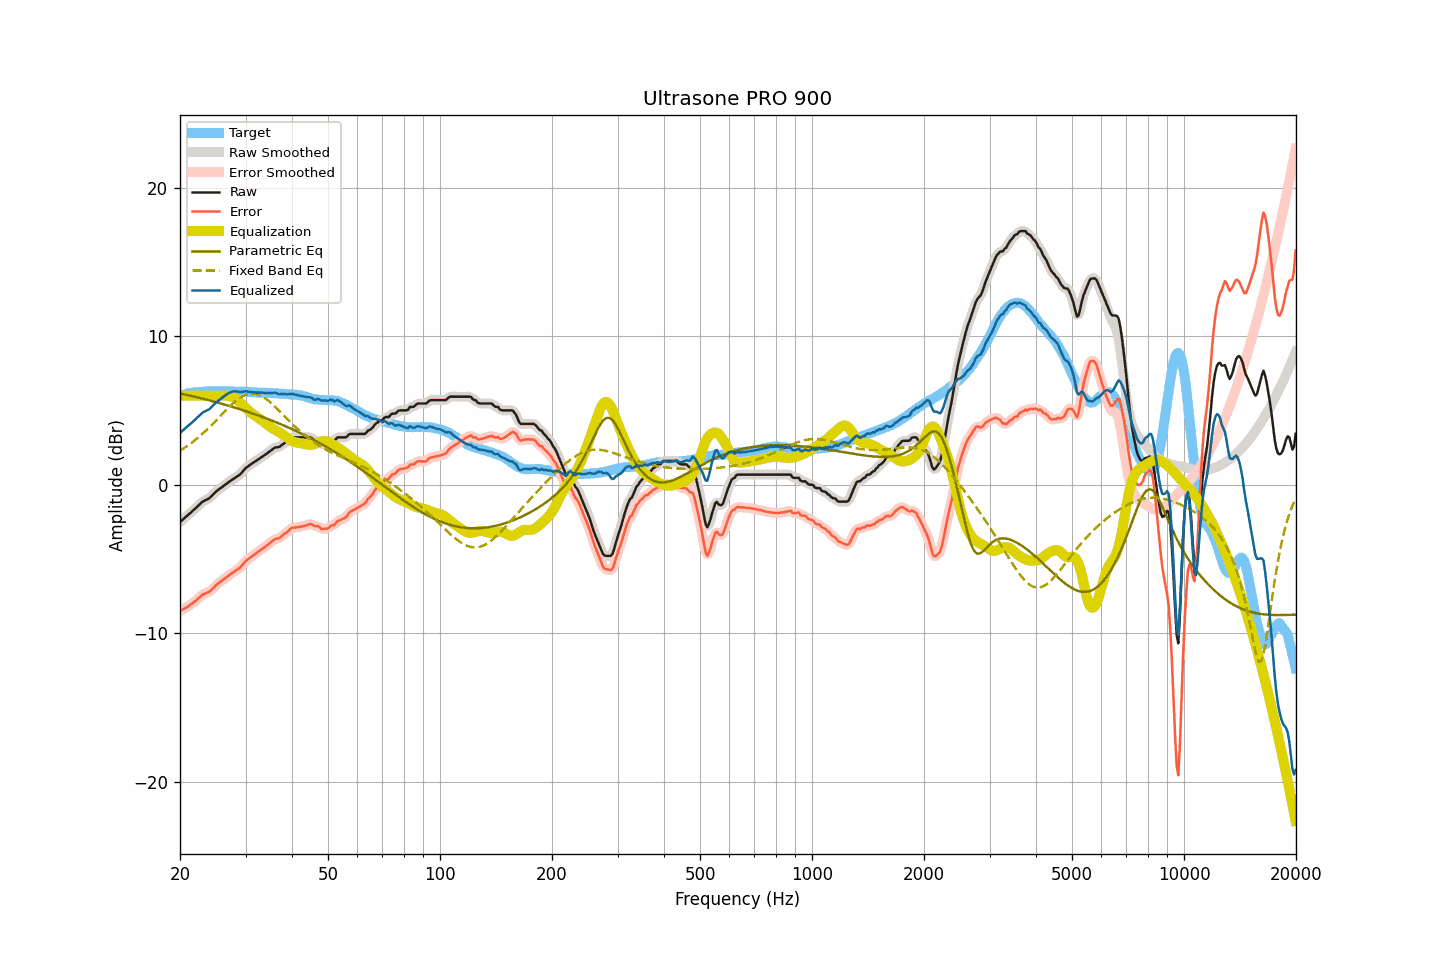 Ultrasone PRO 900
Target
Raw Smoothed
Error Smoothed
Raw
Error
Equalization
Parametric Eq
Fixed Band Eq
Equalized
20
10
0
−10
−20
Amplitude (dBr)
20 50 100 200 500 1000 2000 5000 10000 20000
Frequency (Hz)